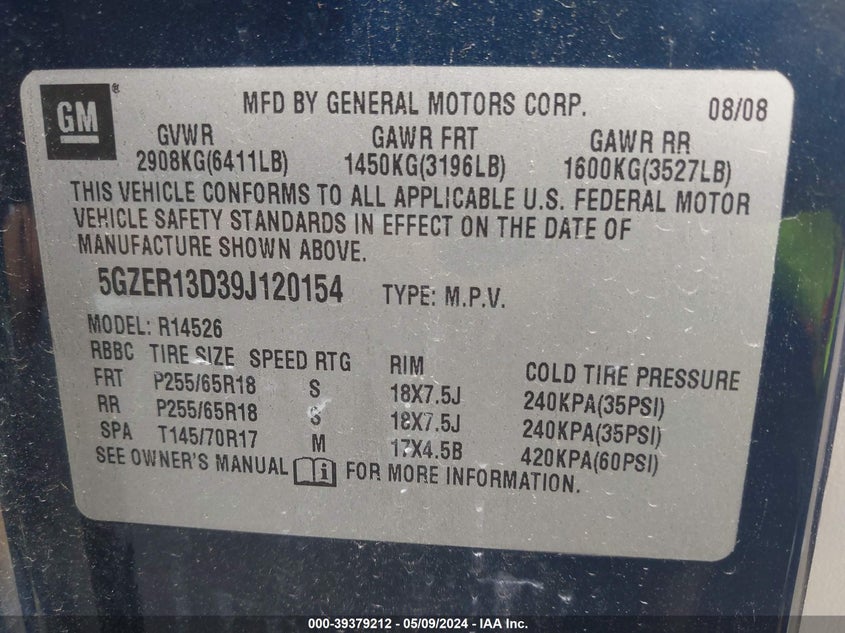 GM ® MFD BY GENERAL MOTORS CORP. 08/08
GVWR GAWR FRT GAWR RR
2908KG(6411LB) 1450KG(3196LB) 1600KG(3527LB)
THIS VEHICLE CONFORMS TO ALL APPLICABLE U.S. FEDERAL MOTOR
VEHICLE SAFETY STANDARDS IN EFFECT ON THE DATE OF
MANUFACTURE SHOWN ABOVE.
5GZER13D39J120154 TYPE: M.P.V.
MODEL: R14526
RBBC TIRE SIZE SPEED RTG RIM COLD TIRE PRESSURE
FRT P255/65R18 S 18X7.5J 240KPA(35PSI)
RR P255/65R18 S 18X7.5J 240KPA(35PSI)
SPA T145/70R17 M 17X4.5B 420KPA(60PSI)
SEE OWNER'S MANUAL FOR MORE INFORMATION.
000-39379212 - 05/09/2024 - IAA Inc.